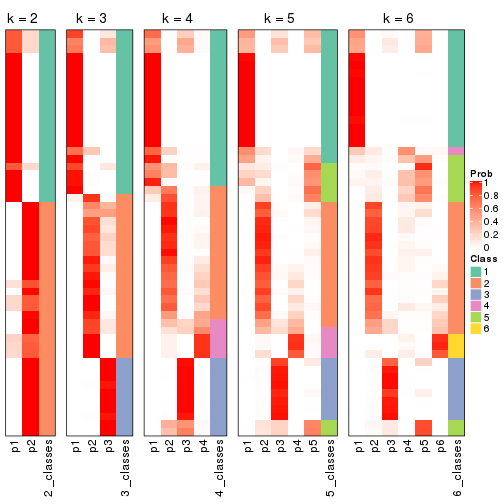 k = 2
k = 3
k = 4
k = 5
k = 6
Prob
1
0.8
0.6
0.4
0.2
0
Class
1
2
3
4
5
6
p1
p2
2_classes
p1
p2
p3
3_classes
p1
p2
p3
p4
4_classes
p1
p2
p3
p4
p5
5_classes
p1
p2
p3
p4
p5
p6
6_classes